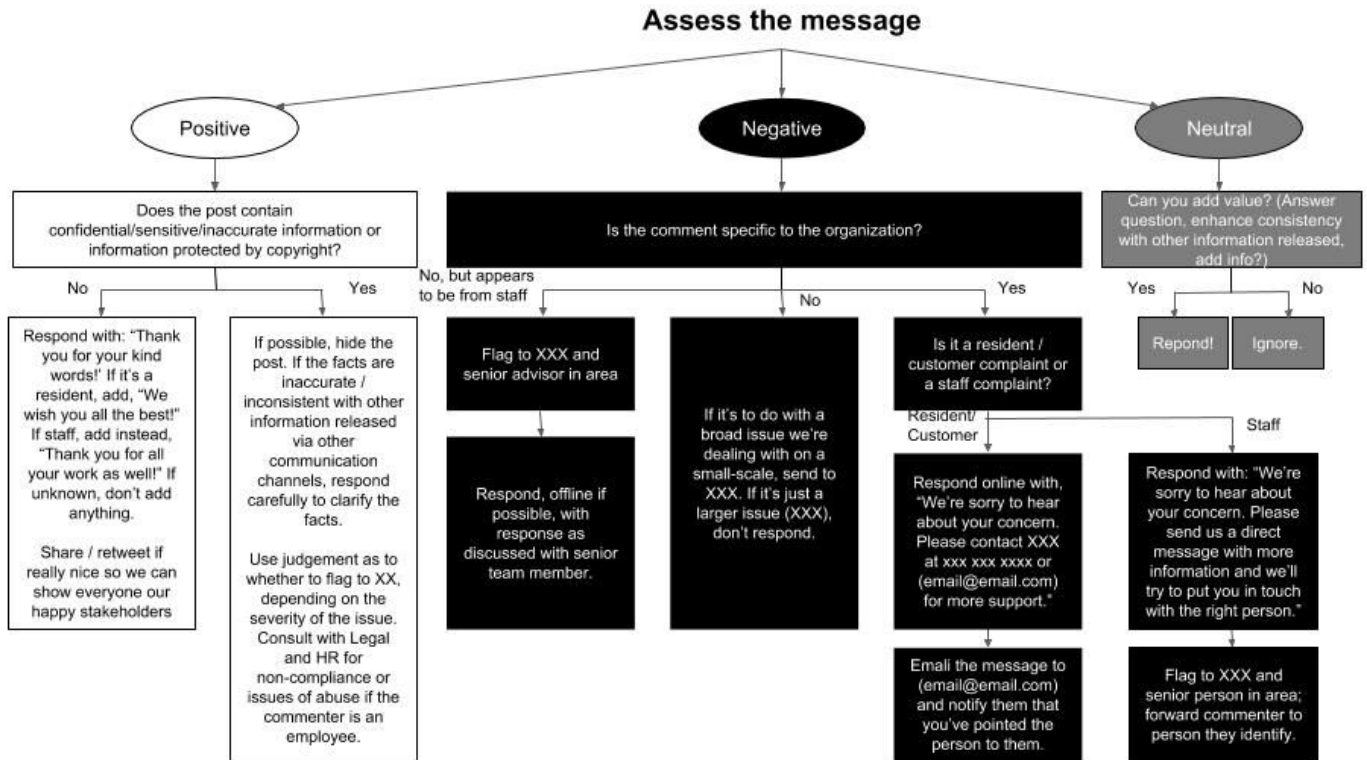 Assess the message
Positive
Negative
Neutral
Does the post contain
confidential/sensitive/inaccurate information or
information protected by copyright?
Is the comment specific to the organization?
Can you add value? (Answer
question, enhance consistency
with other information released,
add info?)
No
Yes
No, but appears
to be from staff
No
Yes
Yes
No
Respond with: “Thank
you for your kind
words!’ If it’s a
resident, add, “We
wish you all the best!”
If staff, add instead,
“Thank you for all
your work as well!” If
unknown, don’t add
anything.
Share / retweet if
really nice so we can
show everyone our
happy stakeholders
If possible, hide the
post. If the facts are
inaccurate /
inconsistent with other
information released
via other
communication
channels, respond
carefully to clarify the
facts.
Use judgement as to
whether to flag to XX,
depending on the
severity of the issue.
Consult with Legal
and HR for
non-compliance or
issues of abuse if the
commenter is an
employee.
Flag to XXX and
senior advisor in area
Respond, offline if
possible, with
response as
discussed with senior
team member.
If it’s to do with a
broad issue we’re
dealing with on a
small-scale, send to
XXX. If it’s just a
larger issue (XXX),
don’t respond.
Is it a resident /
customer complaint or
a staff complaint?
Resident/
Customer
Staff
Respond online with,
“We’re sorry to hear
about your concern.
Please contact XXX
at xxx xxx xxxx or
(email@email.com)
for more support.”
Emali the message to
(email@email.com)
and notify them that
you’ve pointed the
person to them.
Respond with: “We’re
sorry to hear about
your concern. Please
send us a direct
message with more
information and we’ll
try to put you in touch
with the right person.”
Flag to XXX and
senior person in area;
forward commenter to
person they identify.
Repond!
Ignore.